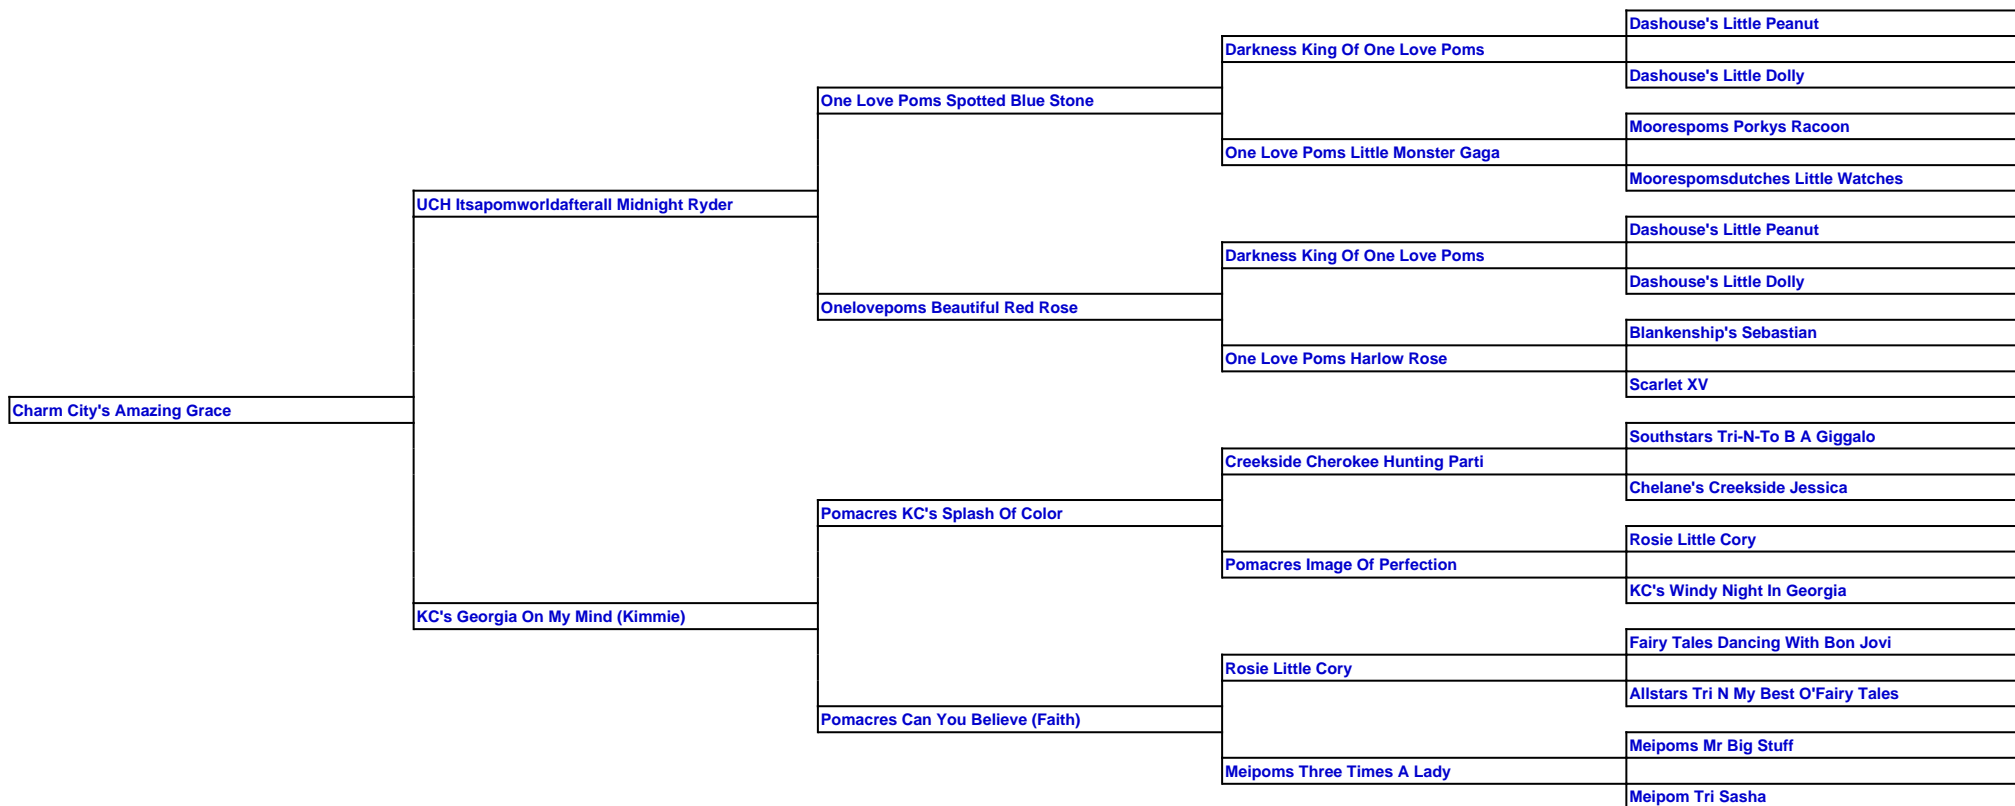 Dashouse's Little Peanut
Darkness King Of One Love Poms
Dashouse's Little Dolly
One Love Poms Spotted Blue Stone
Moorespoms Porkys Racoon
One Love Poms Little Monster Gaga
Moorespomsdutches Little Watches
UCH Itsapomworldafterall Midnight Ryder
Dashouse's Little Peanut
Darkness King Of One Love Poms
Dashouse's Little Dolly
Onelovepoms Beautiful Red Rose
Blankenship's Sebastian
One Love Poms Harlow Rose
Scarlet XV
Charm City's Amazing Grace
Southstars Tri-N-To B A Giggalo
Creekside Cherokee Hunting Parti
Chelane's Creekside Jessica
Pomacres KC's Splash Of Color
Rosie Little Cory
Pomacres Image Of Perfection
KC's Windy Night In Georgia
KC's Georgia On My Mind (Kimmie)
Fairy Tales Dancing With Bon Jovi
Rosie Little Cory
Allstars Tri N My Best O'Fairy Tales
Pomacres Can You Believe (Faith)
Meipoms Mr Big Stuff
Meipoms Three Times A Lady
Meipom Tri Sasha